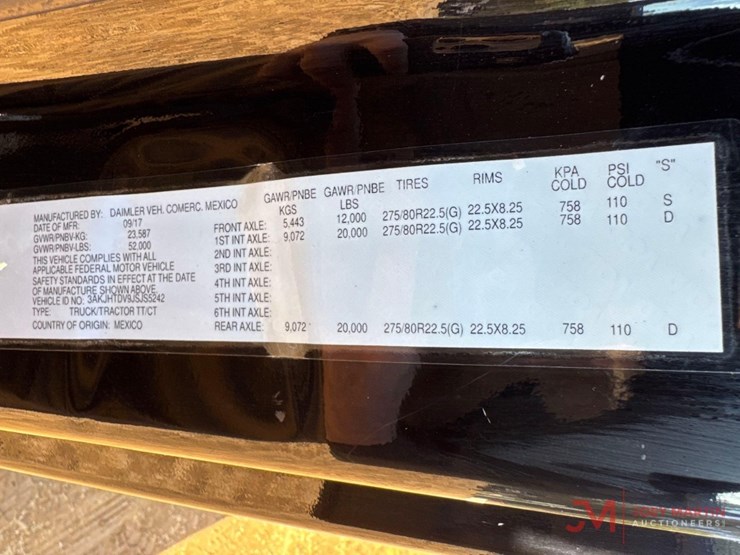 GAWR/PNBE GAWR/PNBE TIRES RIMS KPA PSI "S"
KGS LBS COLD COLD
MANUFACTURED BY: DAIMLER VEH. COMERC. MEXICO
DATE OF MFR: 09/17
GVWR/PNBV-KG: 23.587
GVWR/PNBV-LBS: 52.000
THIS VEHICLE COMPLIES WITH ALL
APPLICABLE FEDERAL MOTOR VEHICLE
SAFETY STANDARDS IN EFFECT AT THE DATE
OF MANUFACTURE SHOWN ABOVE.
VEHICLE ID NO: 3AKJHTDV9JSJS5242
TYPE: TRUCK/TRACTOR TT/CT
COUNTRY OF ORIGIN: MEXICO
FRONT AXLE: 5,443 12,000 275/80R22.5(G) 22.5X8.25 758 110 S
1ST INT AXLE: 9,072 20,000 275/80R22.5(G) 22.5X8.25 758 110 D
2ND INT AXLE:
3RD INT AXLE:
4TH INT AXLE:
5TH INT AXLE:
6TH INT AXLE:
REAR AXLE: 9,072 20,000 275/80R22.5(G) 22.5X8.25 758 110 D
JM
JEFF MARTIN
AUCTIONEERS